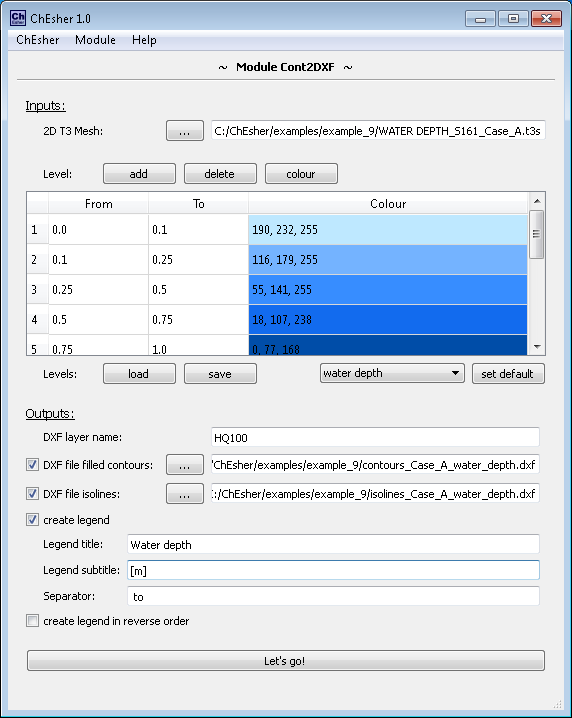 Ch ChEsher 1.0
ChEsher Module Help
~ Module Cont2DXF ~
Inputs:
2D T3 Mesh: ... C:/ChEsher/examples/example_9/WATER DEPTH_S161_Case_A.t3s
Level: add delete colour
From To Colour
1 0.0 0.1 190, 232, 255
2 0.1 0.25 116, 179, 255
3 0.25 0.5 55, 141, 255
4 0.5 0.75 18, 107, 238
5 0.75 1.0 0, 77, 168
Levels: load save water depth set default
Outputs:
DXF layer name: HQ100
DXF file filled contours: ... /ChEsher/examples/example_9/contours_Case_A_water_depth.dxf
DXF file isolines: ... C:/ChEsher/examples/example_9/isolines_Case_A_water_depth.dxf
create legend
Legend title: Water depth
Legend subtitle: [m]
Separator: to
create legend in reverse order
Let's go!